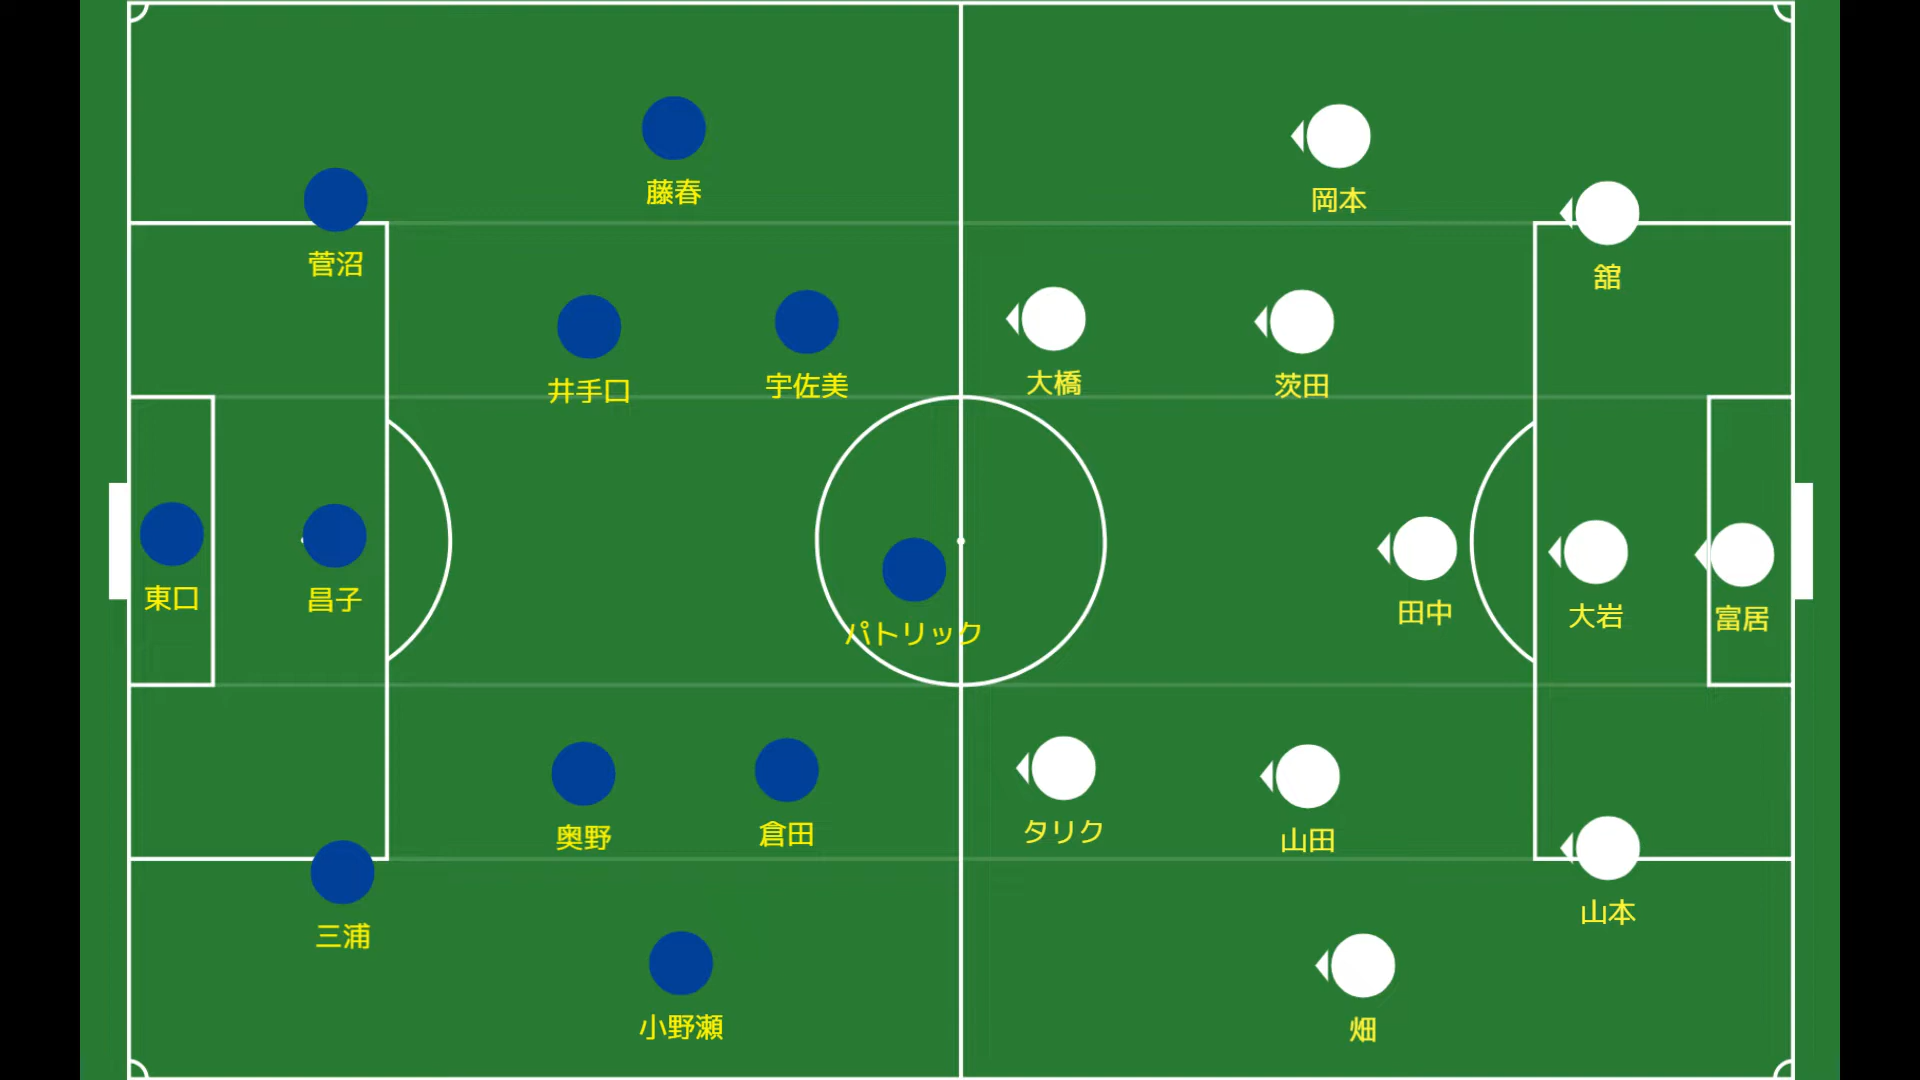 藤春
岡本
菅沼
舘
井手口
宇佐美
大橋
茨田
東口
昌子
パトリック
田中
大岩
富居
奥野
倉田
タリク
山田
三浦
山本
小野瀬
畑